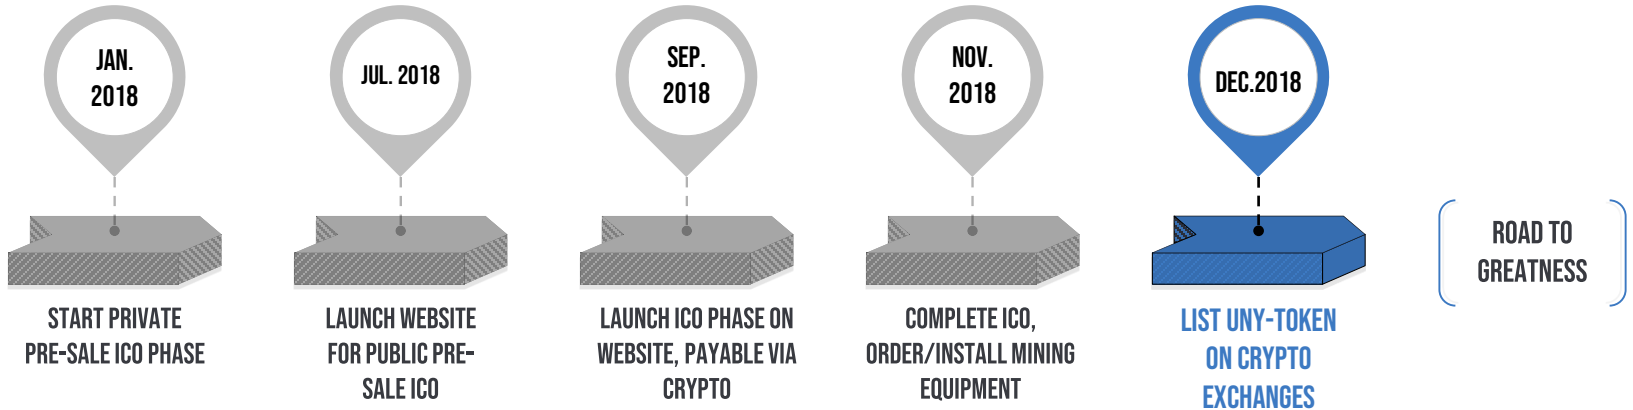 JAN.
2018
START PRIVATE
PRE-SALE ICO PHASE
JUL. 2018
LAUNCH WEBSITE
FOR PUBLIC PRE-
SALE ICO
SEP.
2018
LAUNCH ICO PHASE ON
WEBSITE, PAYABLE VIA
CRYPTO
NOV.
2018
COMPLETE ICO,
ORDER/INSTALL MINING
EQUIPMENT
DEC.2018
LIST UNY-TOKEN
ON CRYPTO
EXCHANGES
ROAD TO
GREATNESS